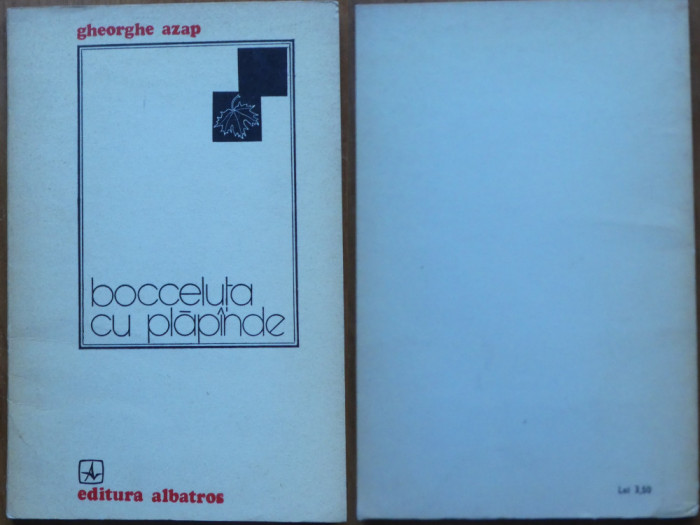 gheorghe azap
bocceluța
cu plăpînde
editura albatros
Lei 3,50